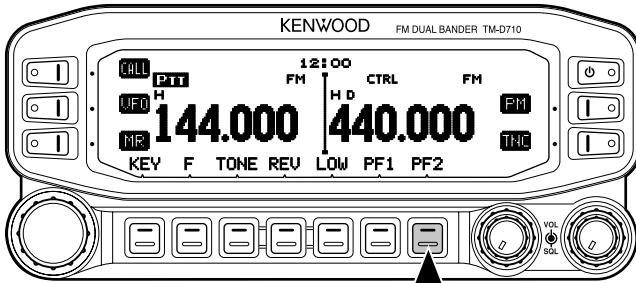 KENWOOD FM DUAL BANDER TM-D710
12:00
CALL PTT FM CTRL FM
VFO H 144.000 H D 440.000 PM
MR TNC
KEY F TONE REV LOW PF1 PF2
VOL
SQL